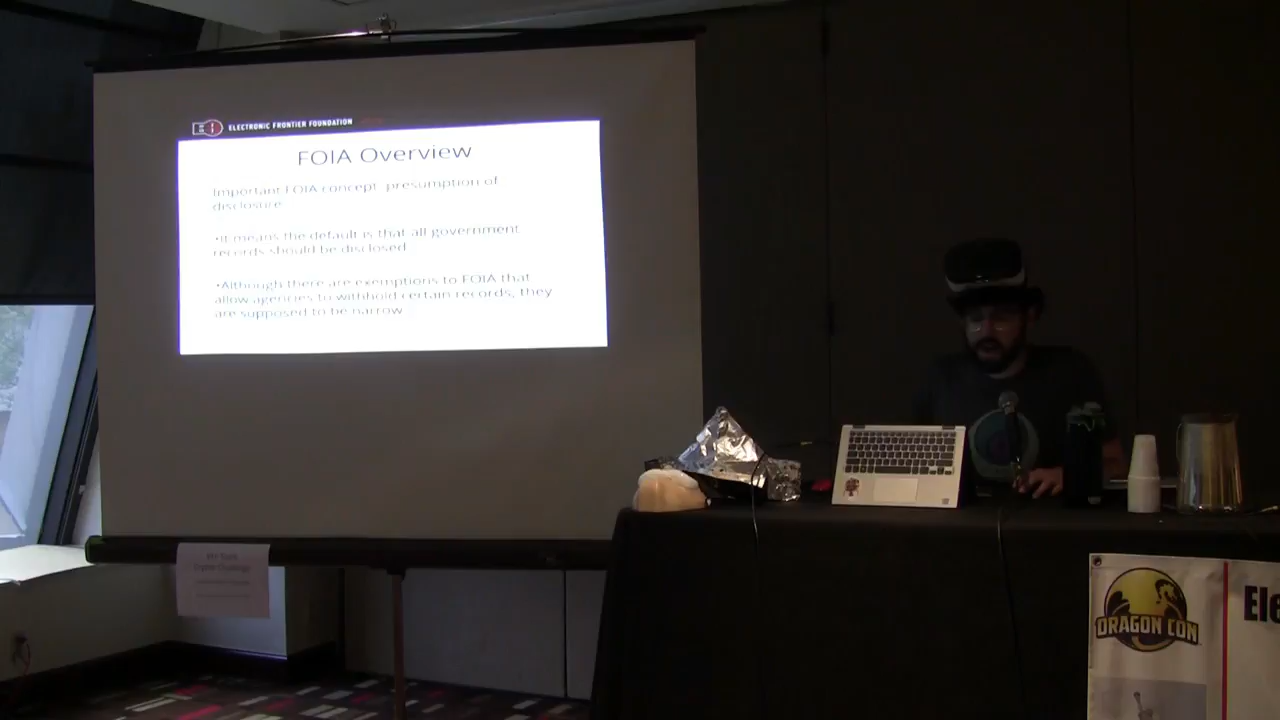 ELECTRONIC FRONTIER FOUNDATION
FOIA Overview
Important FOIA concept presumption of
disclosure
•It means the default is that all government
records should be disclosed
•Although there are exemptions to FOIA that
allow agencies to withhold certain records, they
are supposed to be narrow
DRAGON CON
Ele